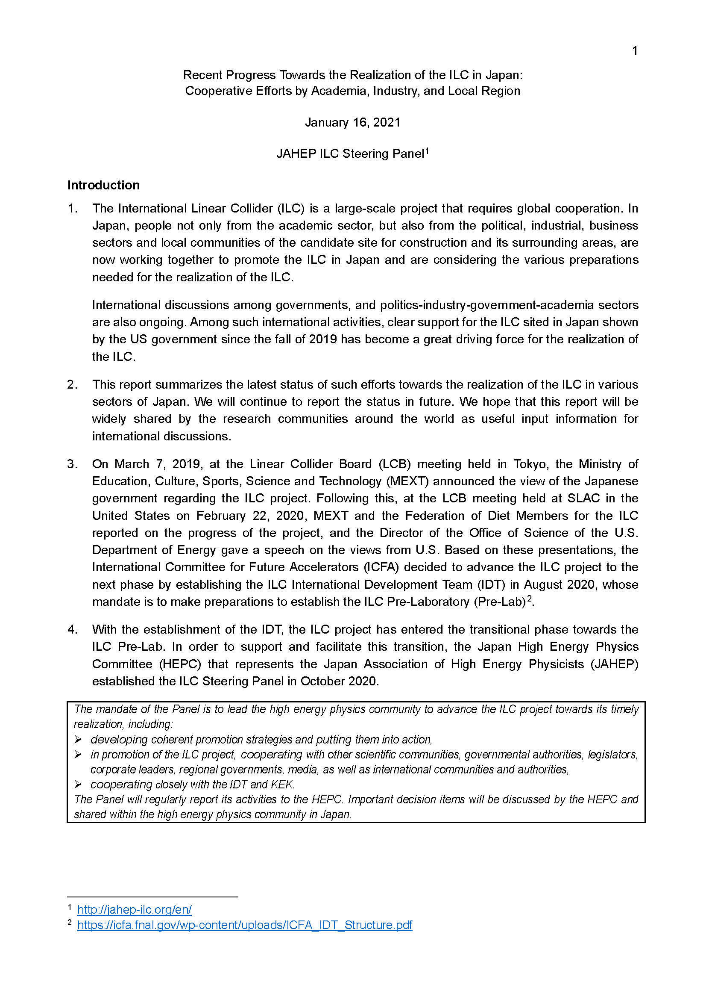 1
Recent Progress Towards the Realization of the ILC in Japan:
Cooperative Efforts by Academia, Industry, and Local Region
January 16, 2021
JAHEP ILC Steering Panel1
Introduction
1. The International Linear Collider (ILC) is a large-scale project that requires global cooperation. In
Japan, people not only from the academic sector, but also from the political, industrial, business
sectors and local communities of the candidate site for construction and its surrounding areas, are
now working together to promote the ILC in Japan and are considering the various preparations
needed for the realization of the ILC.
International discussions among governments, and politics-industry-government-academia sectors
are also ongoing. Among such international activities, clear support for the ILC sited in Japan shown
by the US government since the fall of 2019 has become a great driving force for the realization of
the ILC.
2. This report summarizes the latest status of such efforts towards the realization of the ILC in various
sectors of Japan. We will continue to report the status in future. We hope that this report will be
widely shared by the research communities around the world as useful input information for
international discussions.
3. On March 7, 2019, at the Linear Collider Board (LCB) meeting held in Tokyo, the Ministry of
Education, Culture, Sports, Science and Technology (MEXT) announced the view of the Japanese
government regarding the ILC project. Following this, at the LCB meeting held at SLAC in the
United States on February 22, 2020, MEXT and the Federation of Diet Members for the ILC
reported on the progress of the project, and the Director of the Office of Science of the U.S.
Department of Energy gave a speech on the views from U.S. Based on these presentations, the
International Committee for Future Accelerators (ICFA) decided to advance the ILC project to the
next phase by establishing the ILC International Development Team (IDT) in August 2020, whose
mandate is to make preparations to establish the ILC Pre-Laboratory (Pre-Lab)2.
4. With the establishment of the IDT, the ILC project has entered the transitional phase towards the
ILC Pre-Lab. In order to support and facilitate this transition, the Japan High Energy Physics
Committee (HEPC) that represents the Japan Association of High Energy Physicists (JAHEP)
established the ILC Steering Panel in October 2020.
The mandate of the Panel is to lead the high energy physics community to advance the ILC project towards its timely
realization, including:
➢ developing coherent promotion strategies and putting them into action,
➢ in promotion of the ILC project, cooperating with other scientific communities, governmental authorities, legislators,
corporate leaders, regional governments, media, as well as international communities and authorities,
➢ cooperating closely with the IDT and KEK.
The Panel will regularly report its activities to the HEPC. Important decision items will be discussed by the HEPC and
shared within the high energy physics community in Japan.
1 http://jahep-ilc.org/en/
2 https://icfa.fnal.gov/wp-content/uploads/ICFA_IDT_Structure.pdf